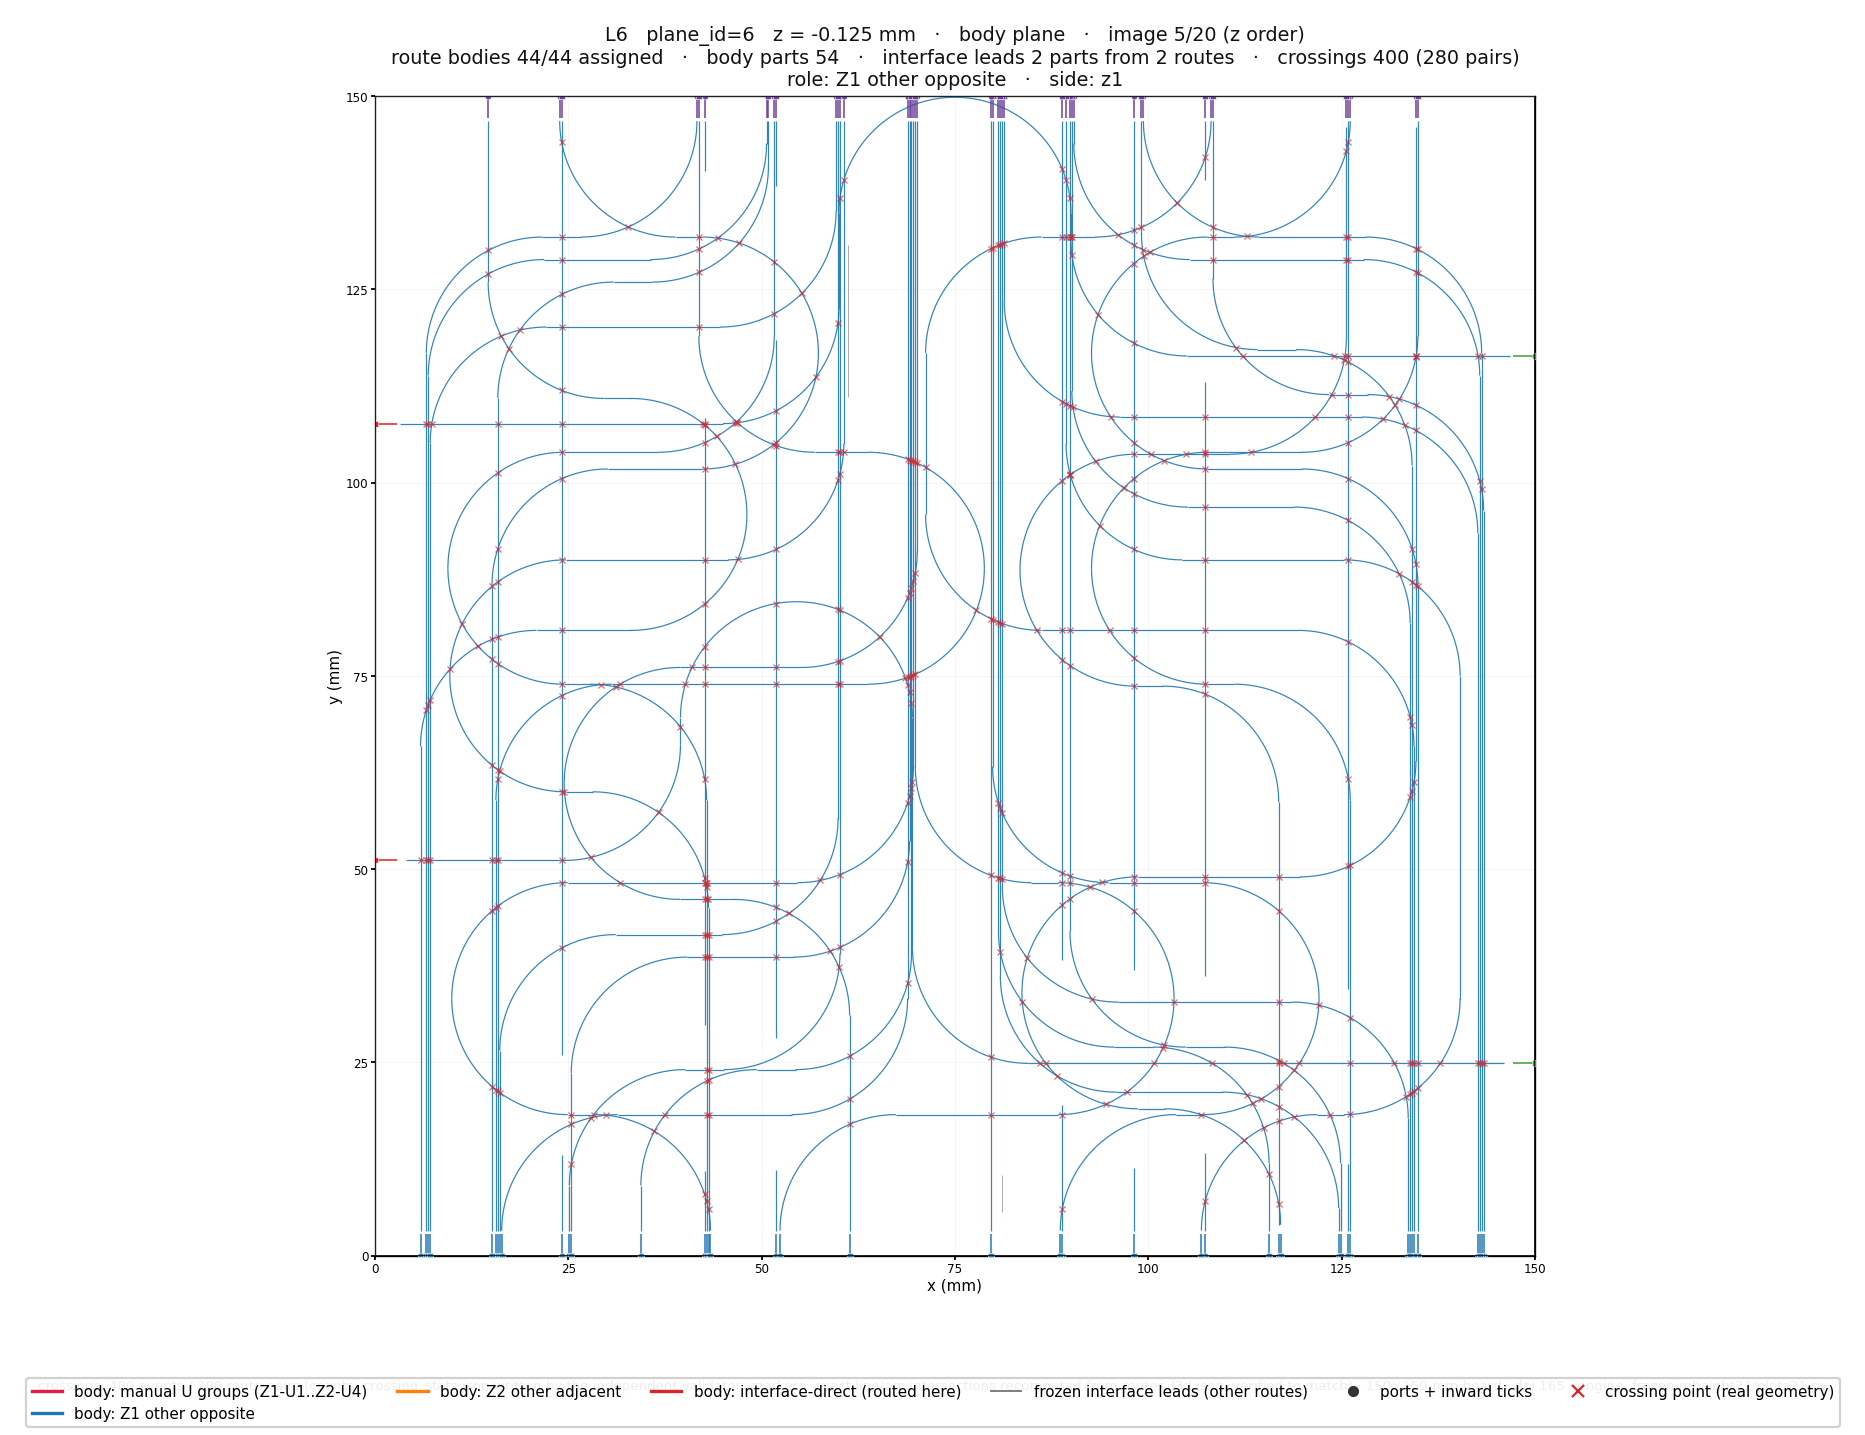 L6   plane_id=6   z = -0.125 mm   ·   body plane   ·   image 5/20 (z order)
route bodies 44/44 assigned   ·   body parts 54   ·   interface leads 2 parts from 2 routes   ·   crossings 400 (280 pairs)
role: Z1 other opposite   ·   side: z1
150
125
100
75
50
25
0
y (mm)
0 25 50 75 100 125 150
x (mm)
body: manual U groups (Z1-U1..Z2-U4)
body: Z2 other adjacent
body: interface-direct (routed here)
frozen interface leads (other routes)
ports + inward ticks
crossing point (real geometry)
body: Z1 other opposite